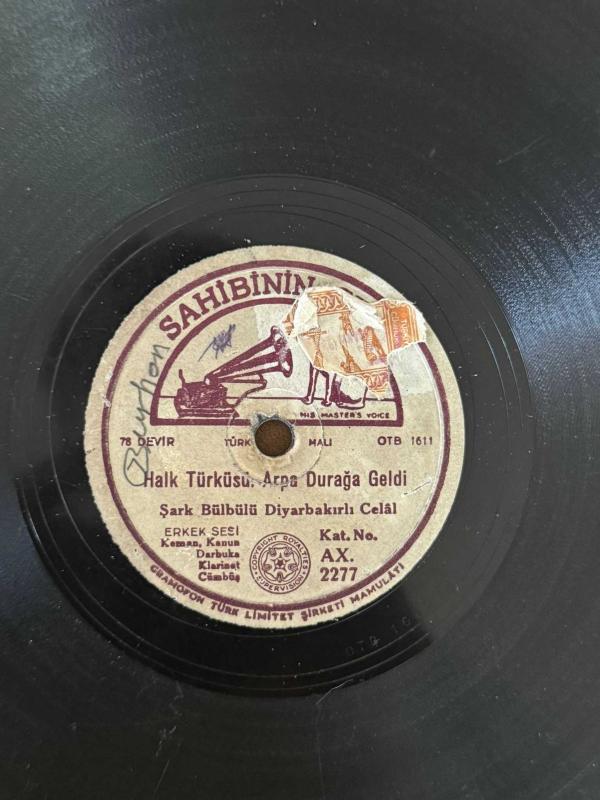 SAHİBİNİN
HIS MASTER'S VOICE
Beyhan
78 DEVİR TÜRK MALI OTB 1611
Halk Türküsü: Arpa Durağa Geldi
Şark Bülbülü Diyarbakırlı Celâl
ERKEK SESİ
Keman, Kanun
Darbuka
Klarinet
Cümbüş
COPYRIGHT ROYALTIES
SUPERVISION
Kat. No.
AX.
2277
GRAMOFON TÜRK LİMİTET ŞİRKETİ MAMULÂTI